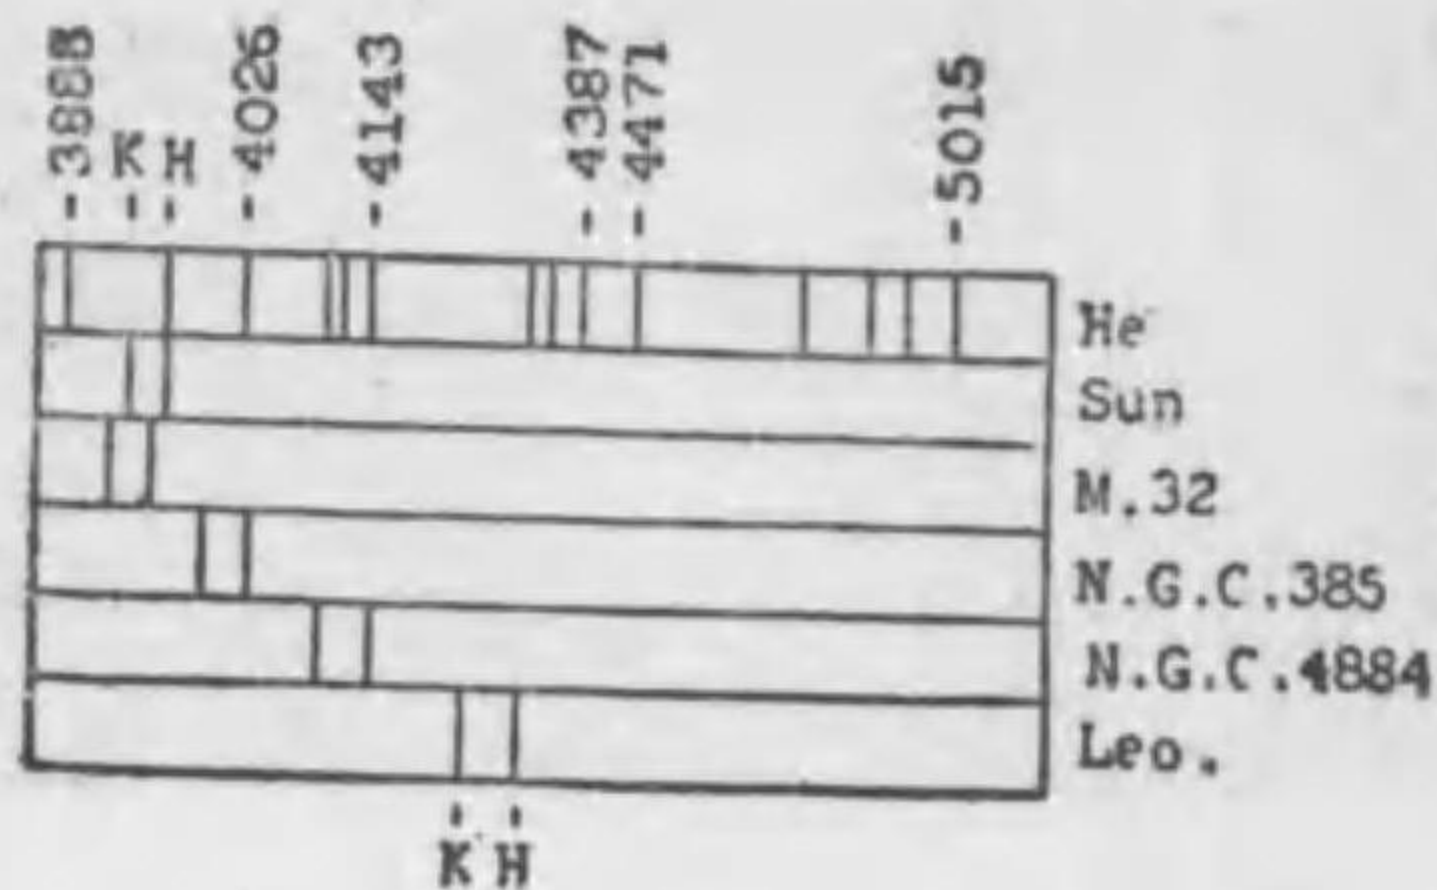 - 3888
- K
- H
- 4026
- 4143
- 4387
- 4471
- 5015
He
Sun
M.32
N.G.C.385
N.G.C.4884
Leo.
K H